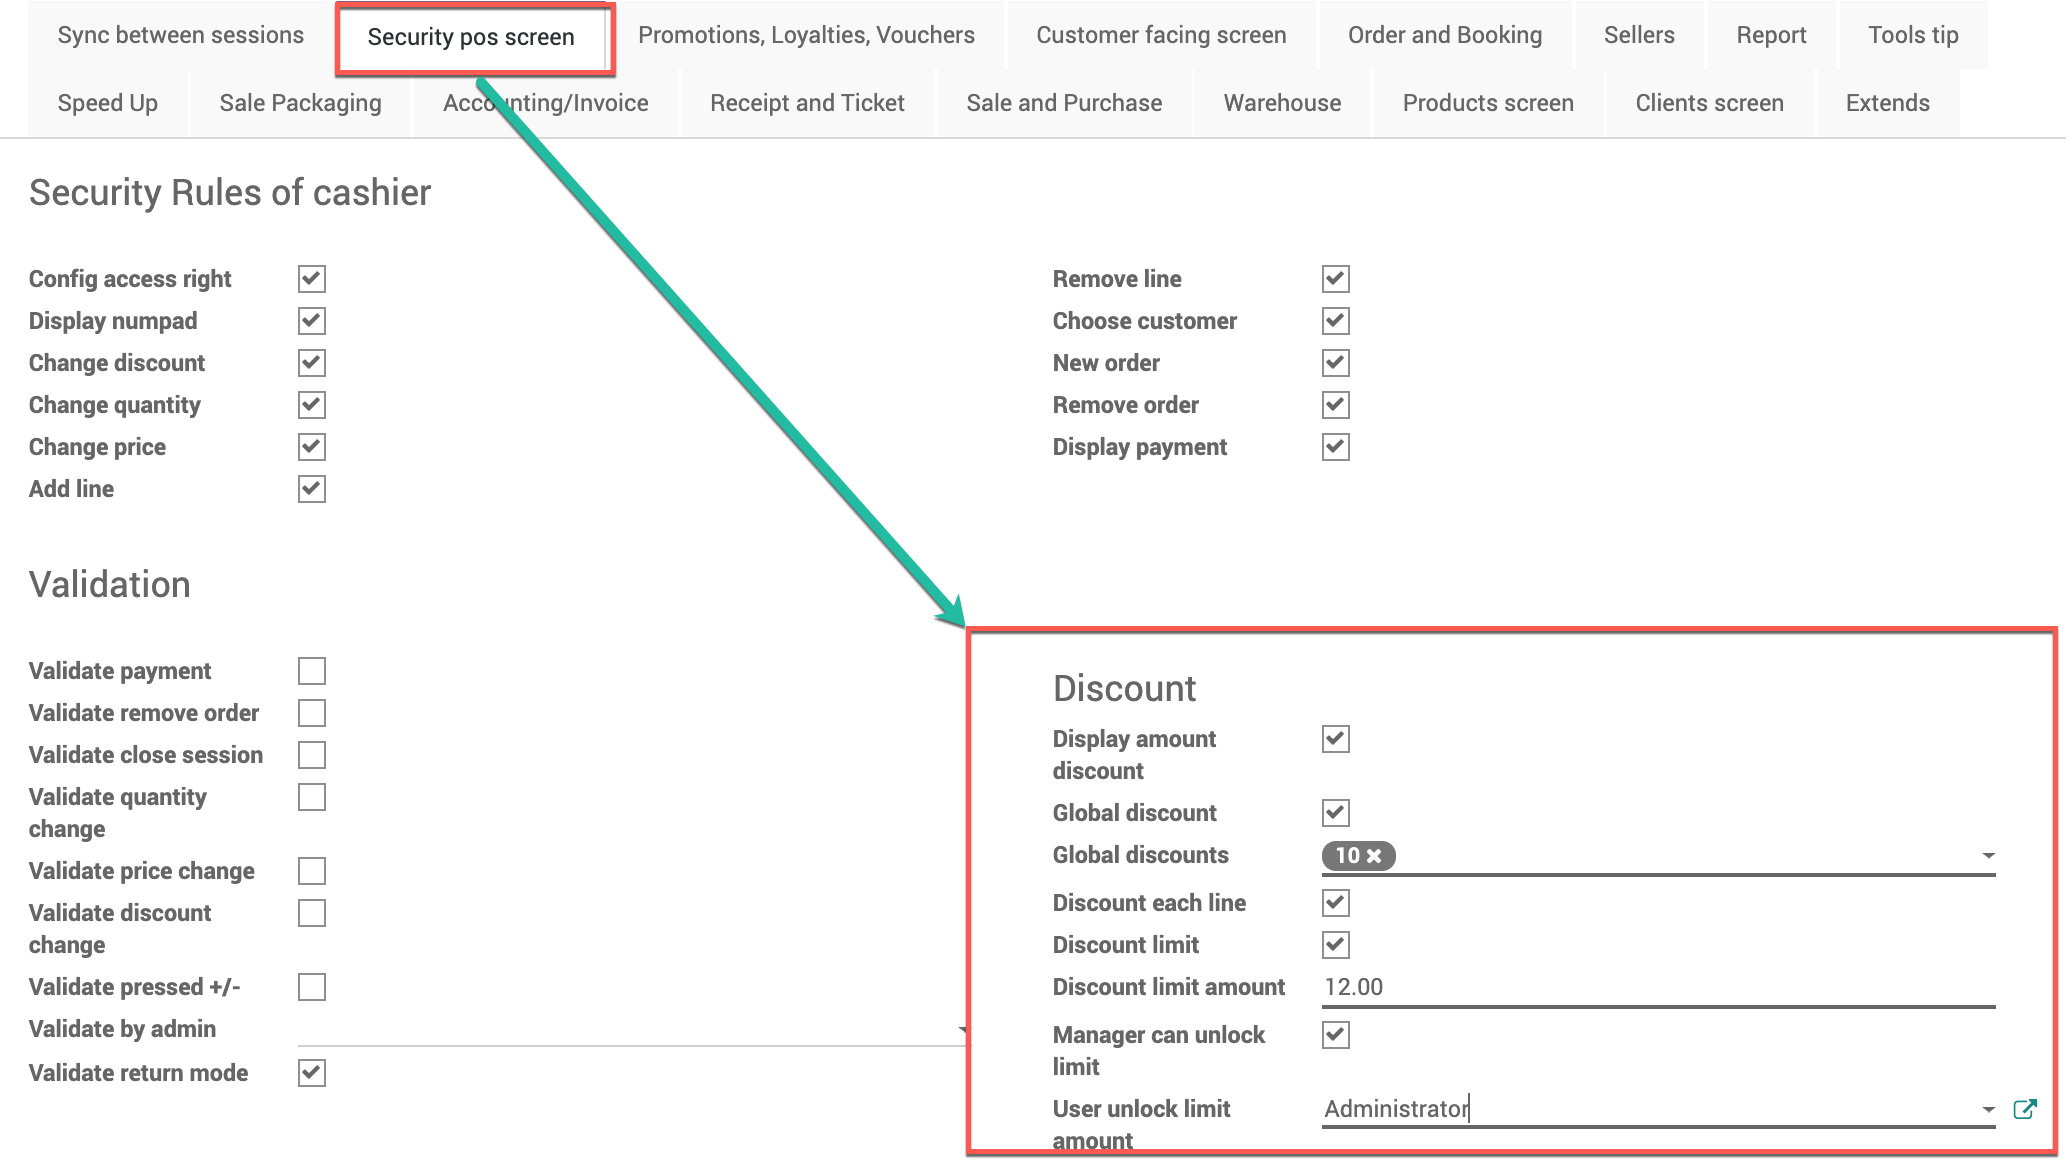 Sync between sessions
Security pos screen
Promotions, Loyalties, Vouchers
Customer facing screen
Order and Booking
Sellers
Report
Tools tip
Speed Up
Sale Packaging
Accounting/Invoice
Receipt and Ticket
Sale and Purchase
Warehouse
Products screen
Clients screen
Extends
Security Rules of cashier
Config access right
Display numpad
Change discount
Change quantity
Change price
Add line
Remove line
Choose customer
New order
Remove order
Display payment
Validation
Validate payment
Validate remove order
Validate close session
Validate quantity
change
Validate price change
Validate discount
change
Validate pressed +/-
Validate by admin
Validate return mode
Discount
Display amount
discount
Global discount
Global discounts
10
Discount each line
Discount limit
Discount limit amount
12.00
Manager can unlock
limit
User unlock limit
amount
Administrator